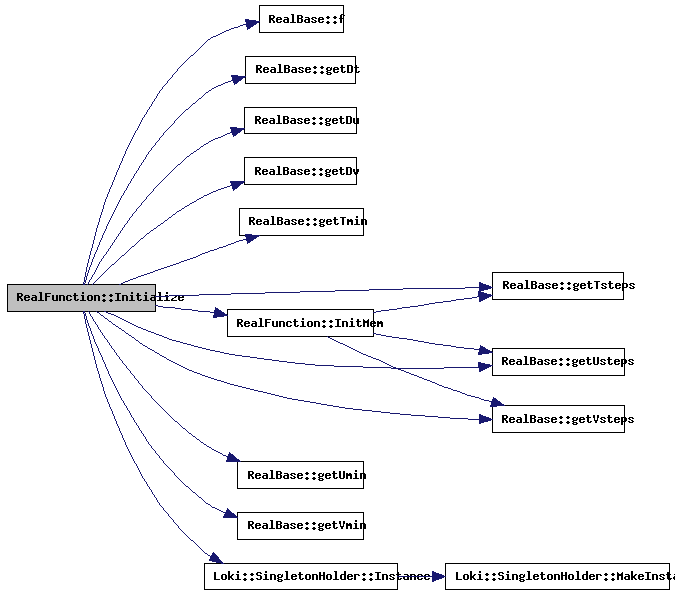 RealBase::f
RealBase::getDt
RealBase::getDu
RealBase::getDv
RealBase::getTmin
RealBase::getTsteps
RealFunction::Initialize
RealFunction::InitMem
RealBase::getUsteps
RealBase::getVsteps
RealBase::getUmin
RealBase::getVmin
Loki::SingletonHolder::Instance
Loki::SingletonHolder::MakeInsta